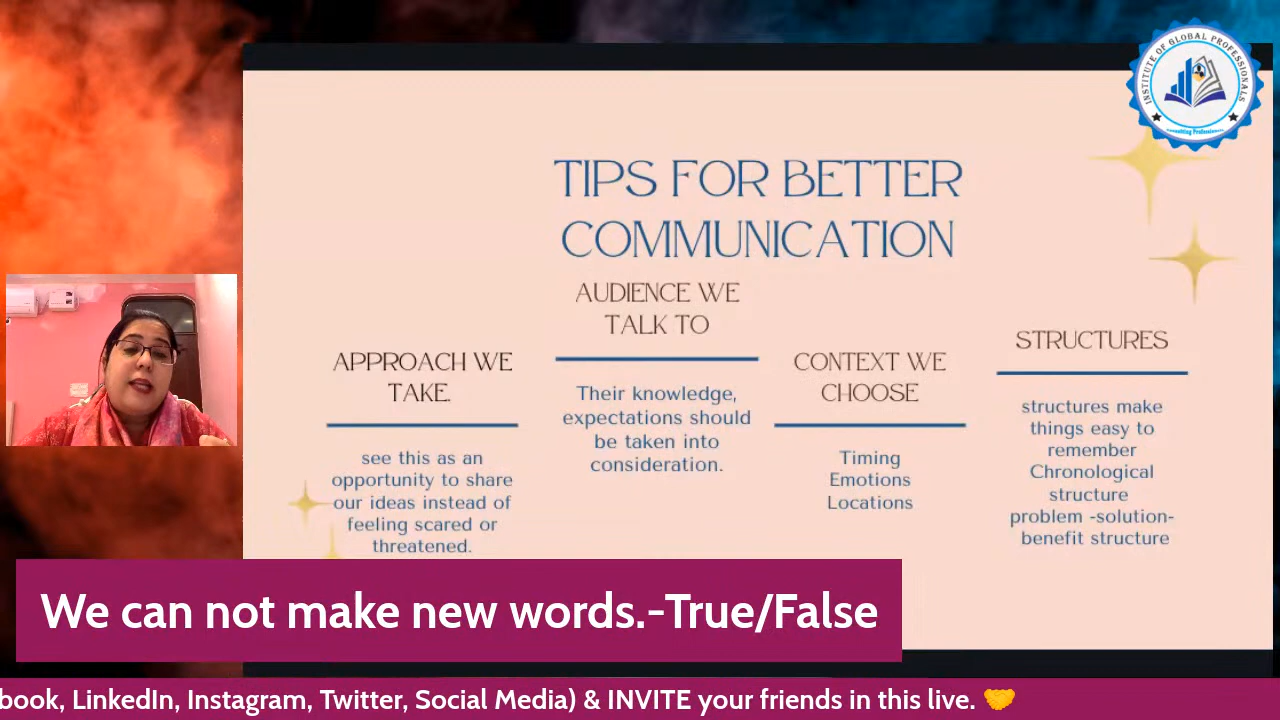 INSTITUTE OF GLOBAL PROFESSIONALS
Consulting Professionals
TIPS FOR BETTER
COMMUNICATION
APPROACH WE
TAKE.
see this as an
opportunity to share
our ideas instead of
feeling scared or
threatened.
AUDIENCE WE
TALK TO
Their knowledge,
expectations should
be taken into
consideration.
CONTEXT WE
CHOOSE
Timing
Emotions
Locations
STRUCTURES
structures make
things easy to
remember
Chronological
structure
problem -solution-
benefit structure
We can not make new words.-True/False
book, LinkedIn, Instagram, Twitter, Social Media) & INVITE your friends in this live. 🤝